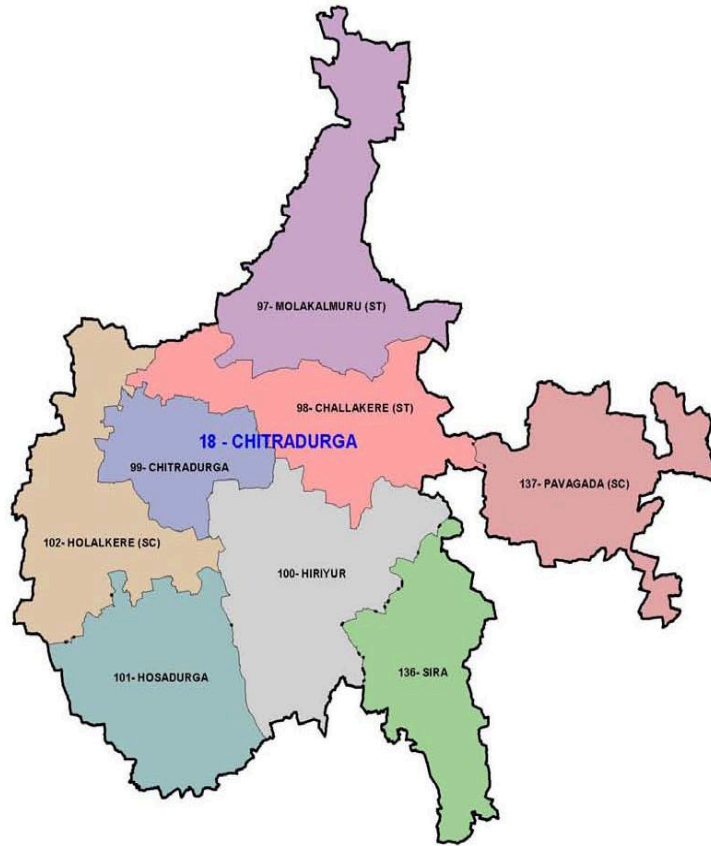 97- MOLAKALMURU (ST)
98- CHALLAKERE (ST)
18 - CHITRADURGA
99- CHITRADURGA
137- PAVAGADA (SC)
102- HOLALKERE (SC)
100- HIRIYUR
101- HOSADURGA
136- SIRA